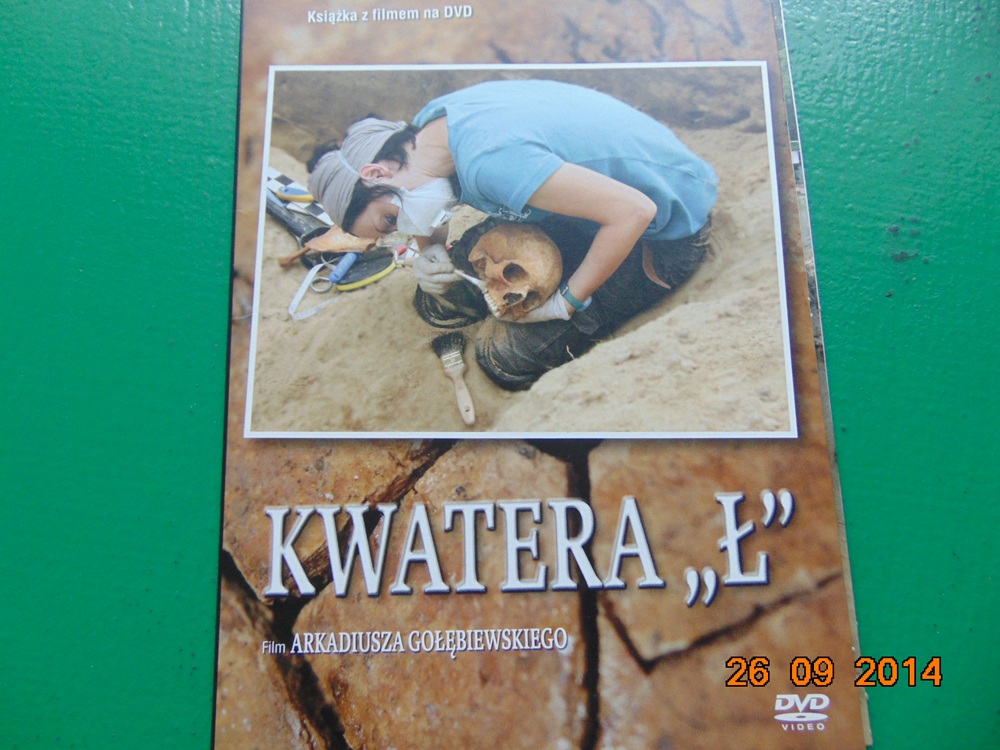 Książka z filmem na DVD
KWATERA „Ł”
Film ARKADIUSZA GOŁĘBIEWSKIEGO
26 09 2014
DVD
VIDEO